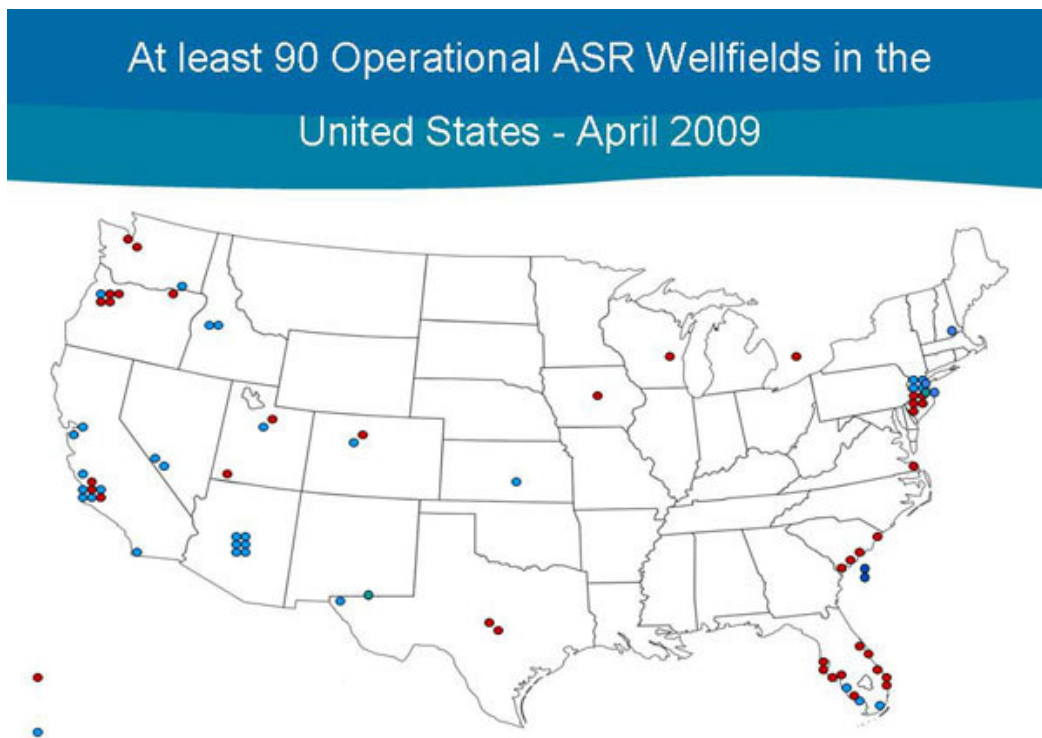 At least 90 Operational ASR Wellfields in the
United States - April 2009